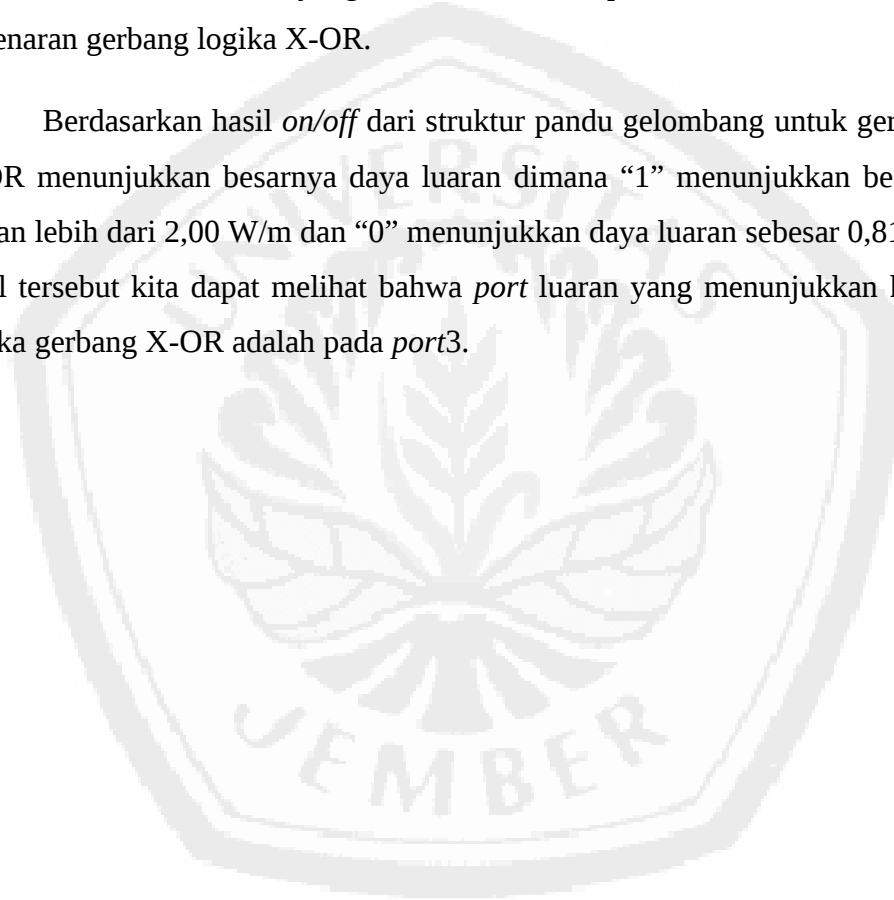 enaran gerbang logika X-OR.
Berdasarkan hasil on/off dari struktur pandu gelombang untuk ger
OR menunjukkan besarnya daya luaran dimana “1” menunjukkan be
an lebih dari 2,00 W/m dan “0” menunjukkan daya luaran sebesar 0,81
l tersebut kita dapat melihat bahwa port luaran yang menunjukkan
ka gerbang X-OR adalah pada port3.
UNIVERSITAS
JEMBER